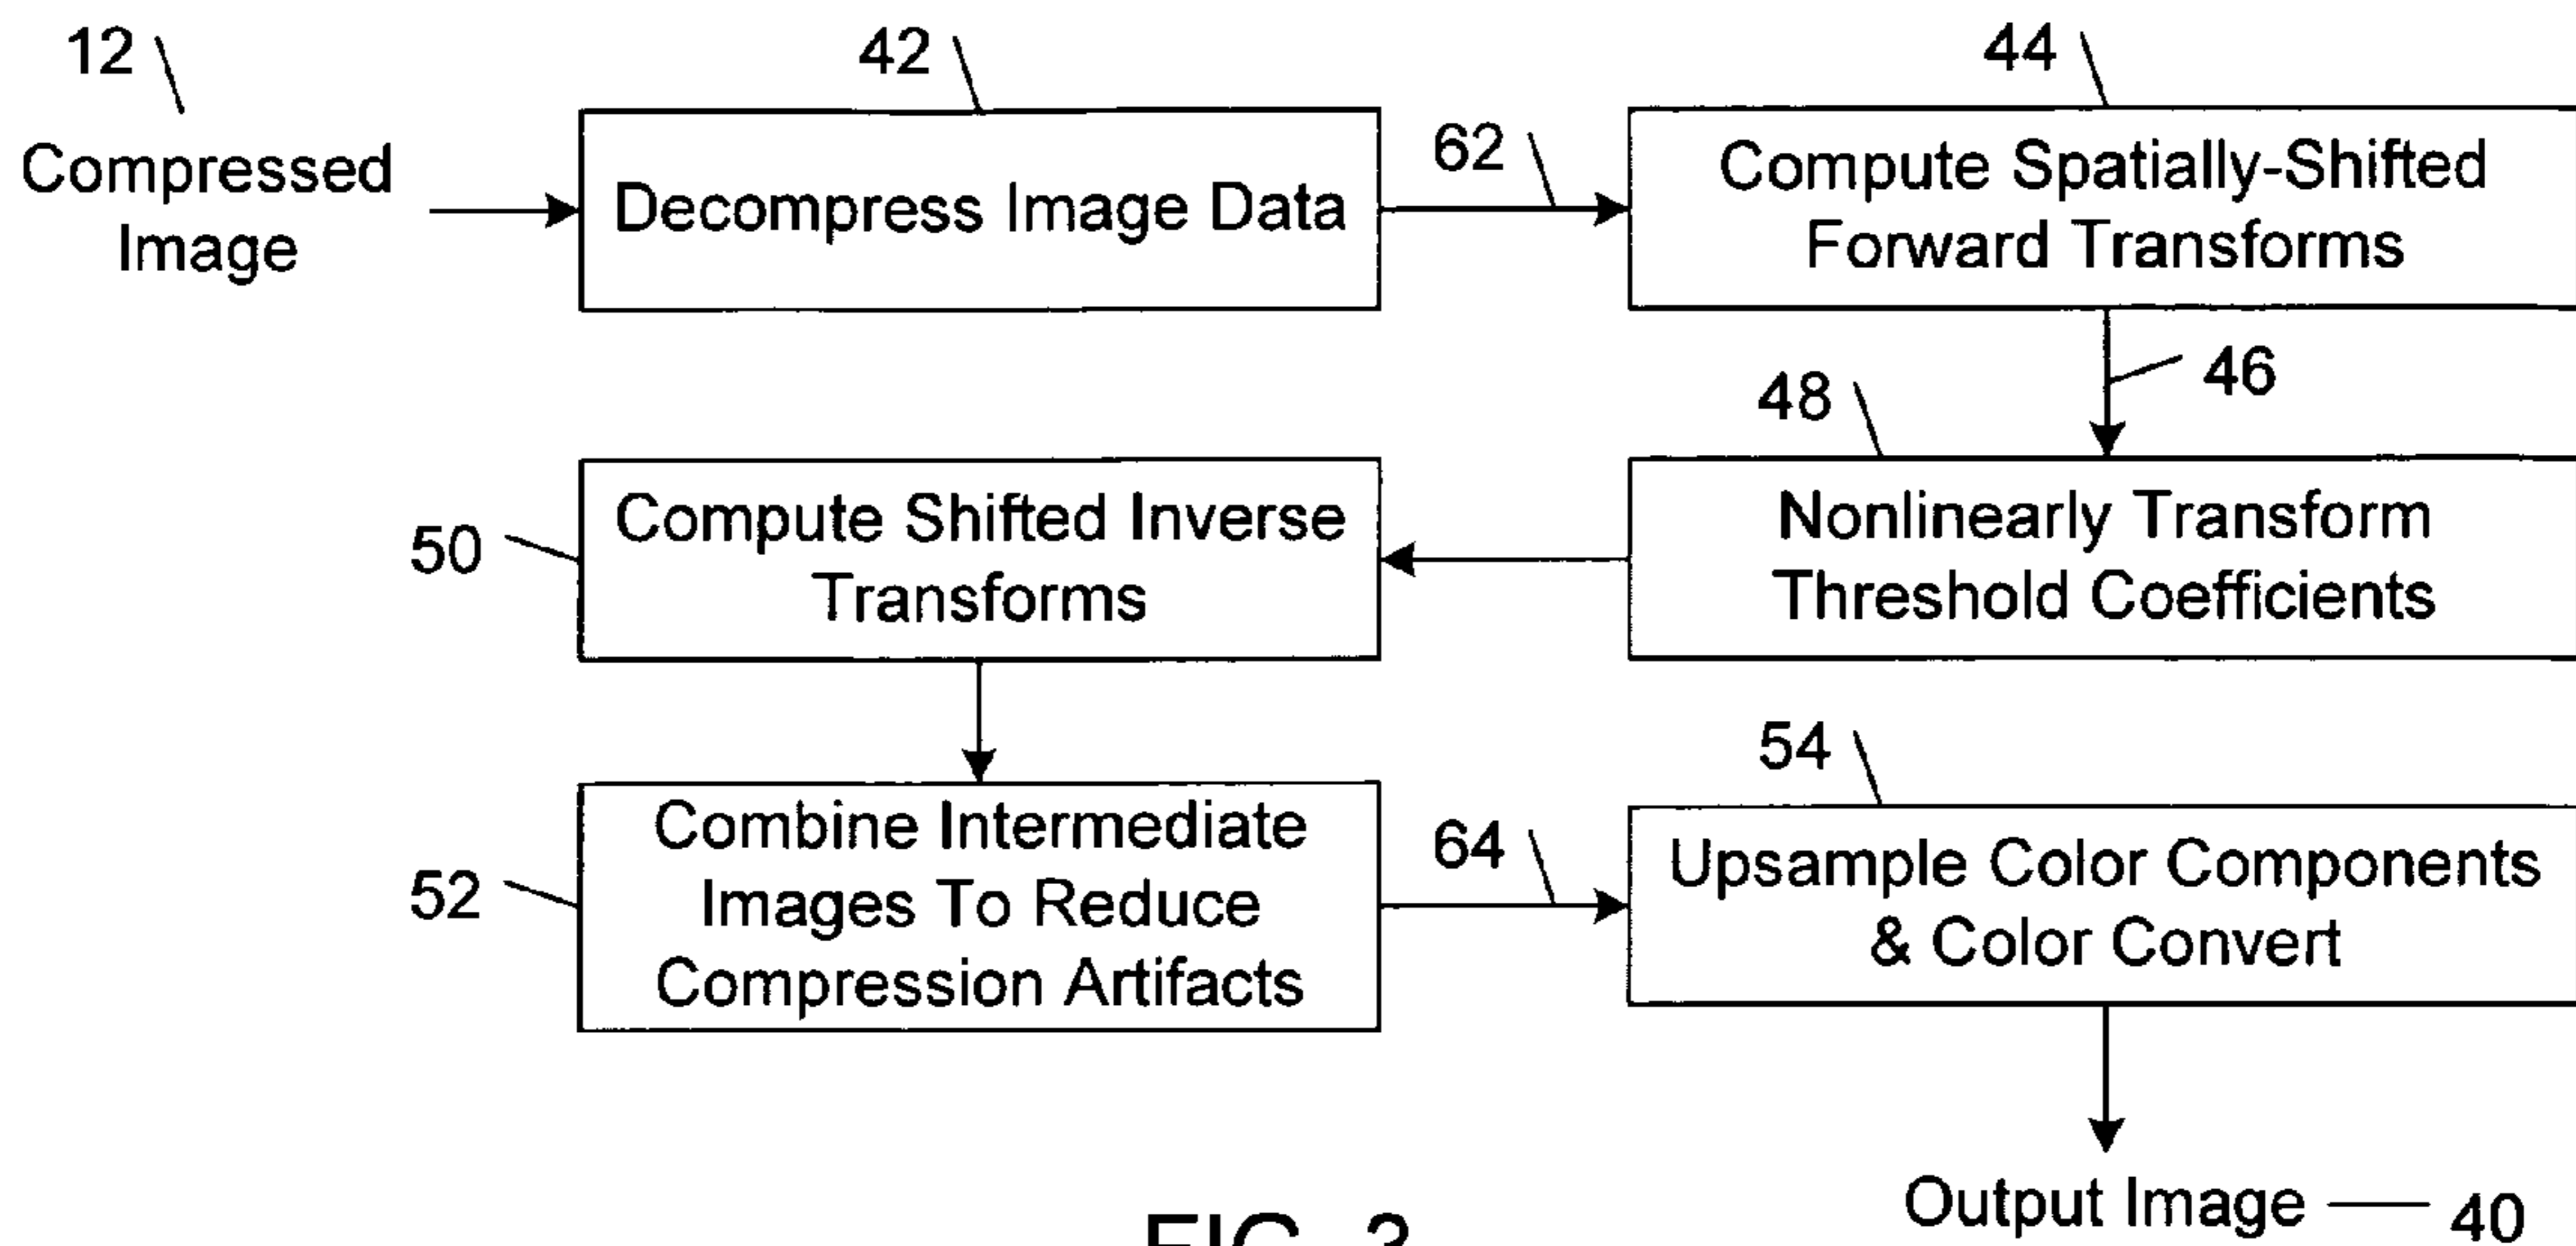 12
42
44
Compressed
Image
Decompress Image Data
62
Compute Spatially-Shifted
Forward Transforms
46
48
50
Compute Shifted Inverse
Transforms
Nonlinearly Transform
Threshold Coefficients
54
52
Combine Intermediate
Images To Reduce
Compression Artifacts
64
Upsample Color Components
& Color Convert
Output Image
40